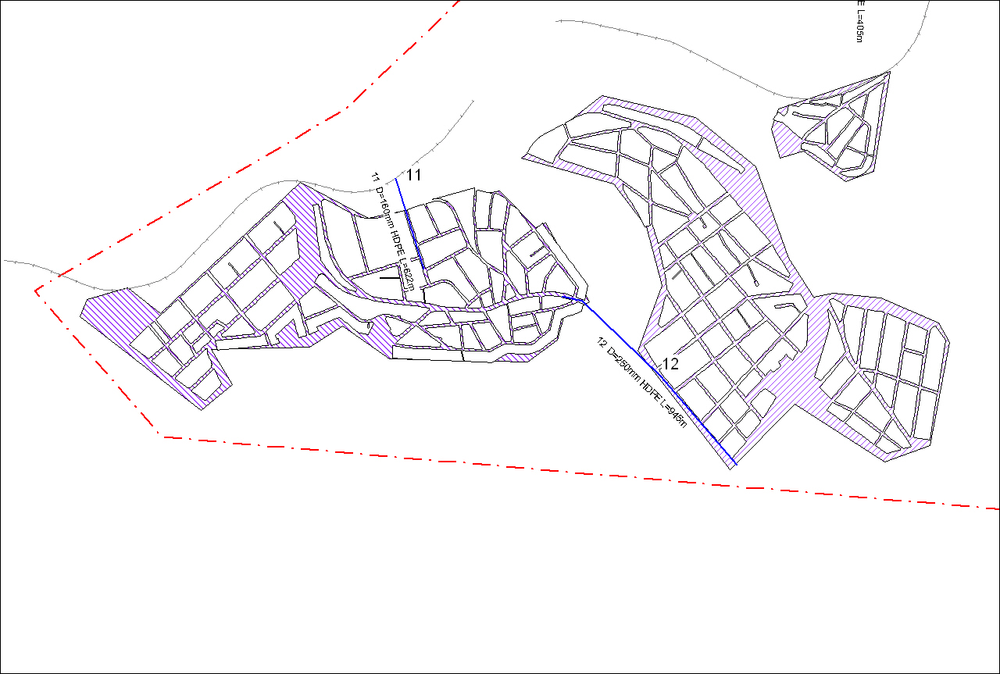 E L=405m
11
11 D=160mm HDPE L=622m
12
12 D=250mm HDPE L=945m